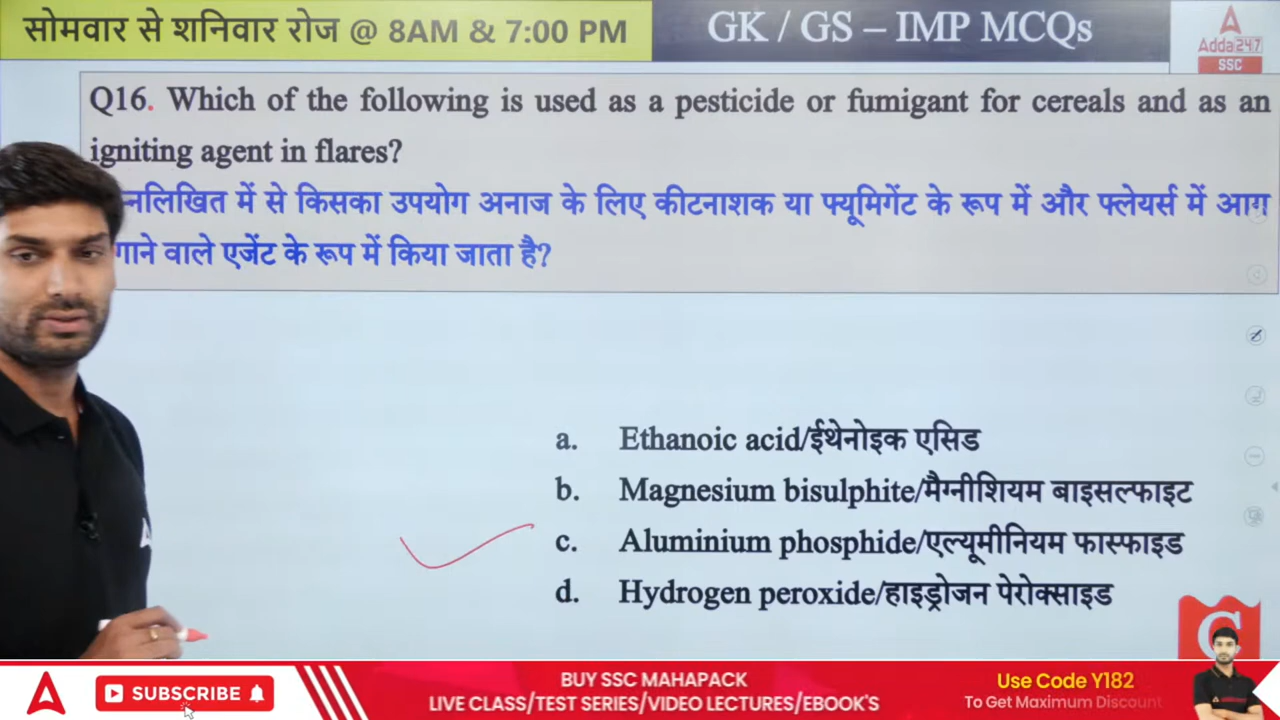 सोमवार से शनिवार रोज @ 8AM & 7:00 PM
GK / GS – IMP MCQs
Adda247
SSC
Q16. Which of the following is used as a pesticide or fumigant for cereals and as an
igniting agent in flares?
नलिखित में से किसका उपयोग अनाज के लिए कीटनाशक या फ्यूमिगेंट के रूप में और फ्लेयर्स में आग
गाने वाले एजेंट के रूप में किया जाता है?
a. Ethanoic acid/ईथेनोइक एसिड
b. Magnesium bisulphite/मैग्नीशियम बाइसल्फाइट
c. Aluminium phosphide/एल्यूमीनियम फास्फाइड
d. Hydrogen peroxide/हाइड्रोजन पेरोक्साइड
SUBSCRIBE
BUY SSC MAHAPACK
LIVE CLASS/TEST SERIES/VIDEO LECTURES/EBOOK'S
Use Code Y182
To Get Maximum Discount